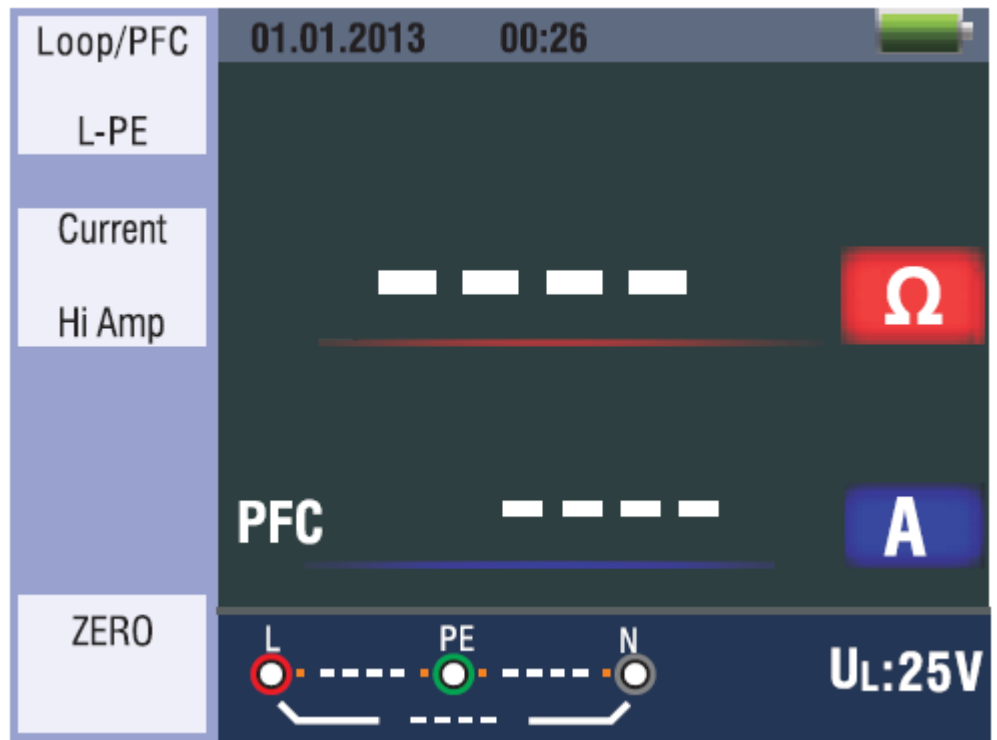 Loop/PFC
L-PE
Current
Hi Amp
ZERO
01.01.2013 00:26
---- Ω
PFC ---- A
L PE N
---- ----
----
UL:25V